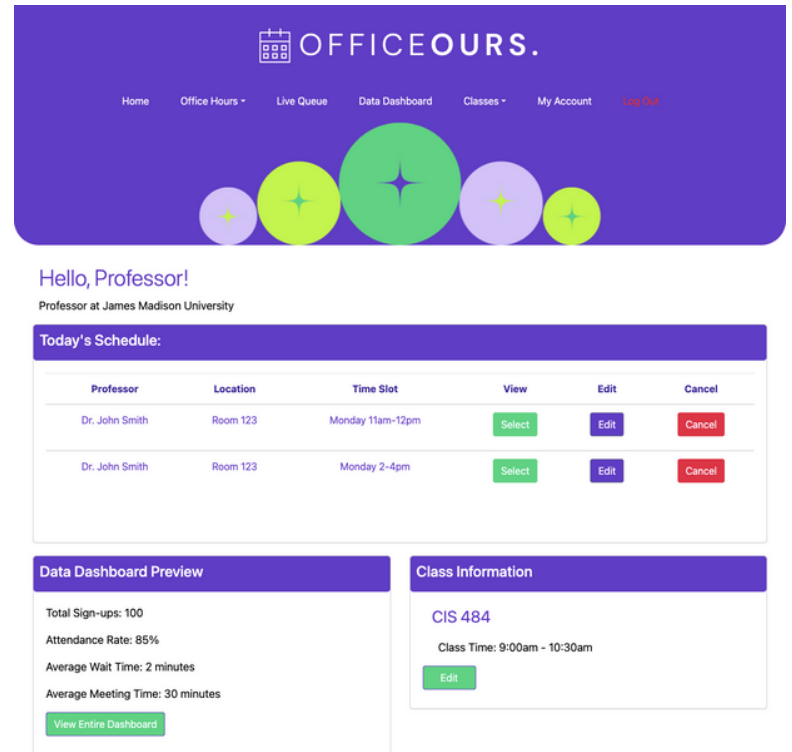 OFFICEOURS.
Home Office Hours Live Queue Data Dashboard Classes My Account Log Out
Hello, Professor!
Professor at James Madison University
Today's Schedule:
Professor Location Time Slot View Edit Cancel
Dr. John Smith Room 123 Monday 11am-12pm Select Edit Cancel
Dr. John Smith Room 123 Monday 2-4pm Select Edit Cancel
Data Dashboard Preview
Total Sign-ups: 100
Attendance Rate: 85%
Average Wait Time: 2 minutes
Average Meeting Time: 30 minutes
View Entire Dashboard
Class Information
CIS 484
Class Time: 9:00am - 10:30am
Edit